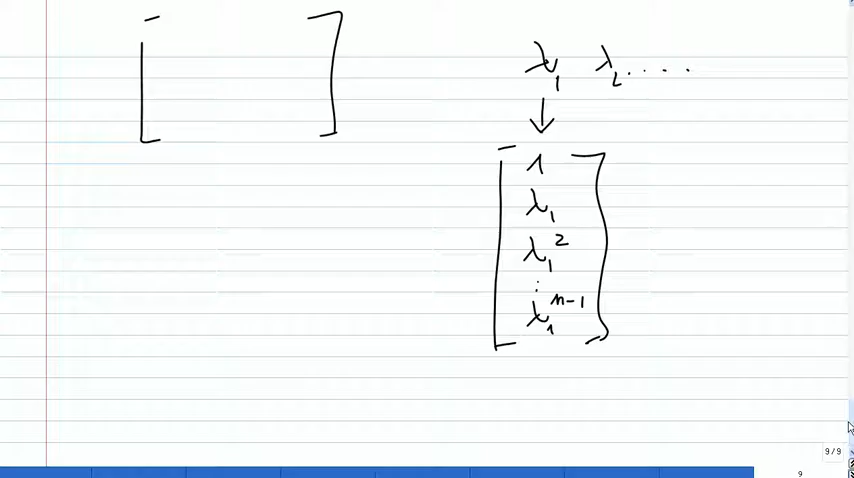 λ₁ λ₂ . . . .
↓
1
λ₁
λ₁²
⋮
λ₁ⁿ⁻¹
9/9
9